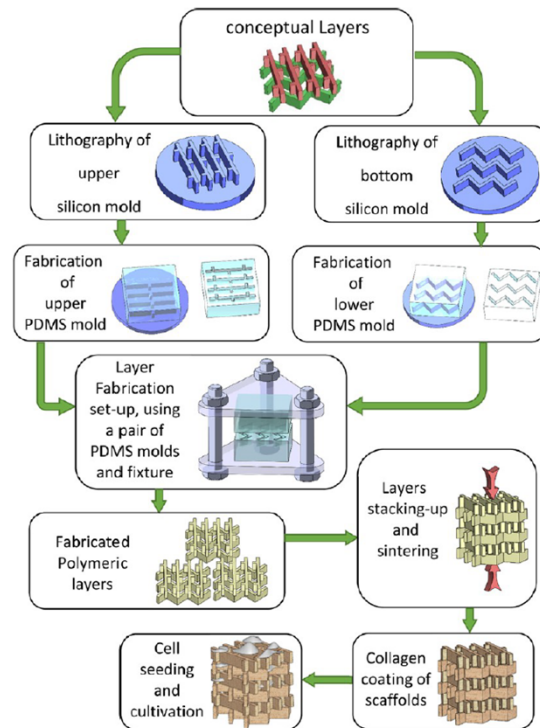 conceptual Layers
Lithography of
upper
silicon mold
Lithography of
bottom
silicon mold
Fabrication
of
upper
PDMS mold
Fabrication
of
lower
PDMS mold
Layer
Fabrication
set-up, using
a pair of
PDMS molds
and fixture
Fabricated
Polymeric
layers
Layers
stacking-up
and
sintering
Cell
seeding
and
cultivation
Collagen
coating of
scaffolds